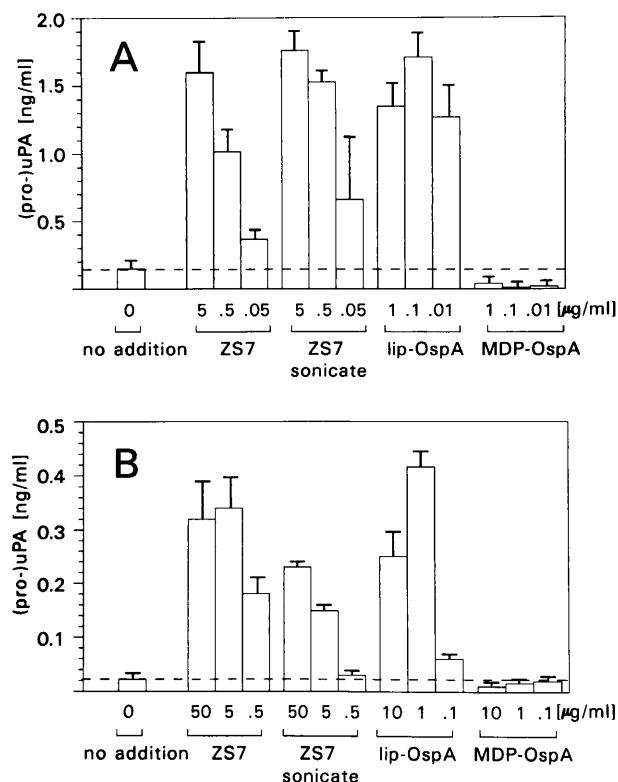 A
(pro-)uPA [ng/ml]
2.0
1.5
1.0
0.5
0 5 .5 .05 5 .5 .05 1 .1 .01 1 .1 .01 [µg/ml]
no addition ZS7 ZS7 lip-OspA MDP-OspA
sonicate
B
(pro-)uPA [ng/ml]
0.5
0.4
0.3
0.2
0.1
0 50 5 .5 50 5 .5 10 1 .1 10 1 .1 [µg/ml]
no addition ZS7 ZS7 lip-OspA MDP-OspA
sonicate